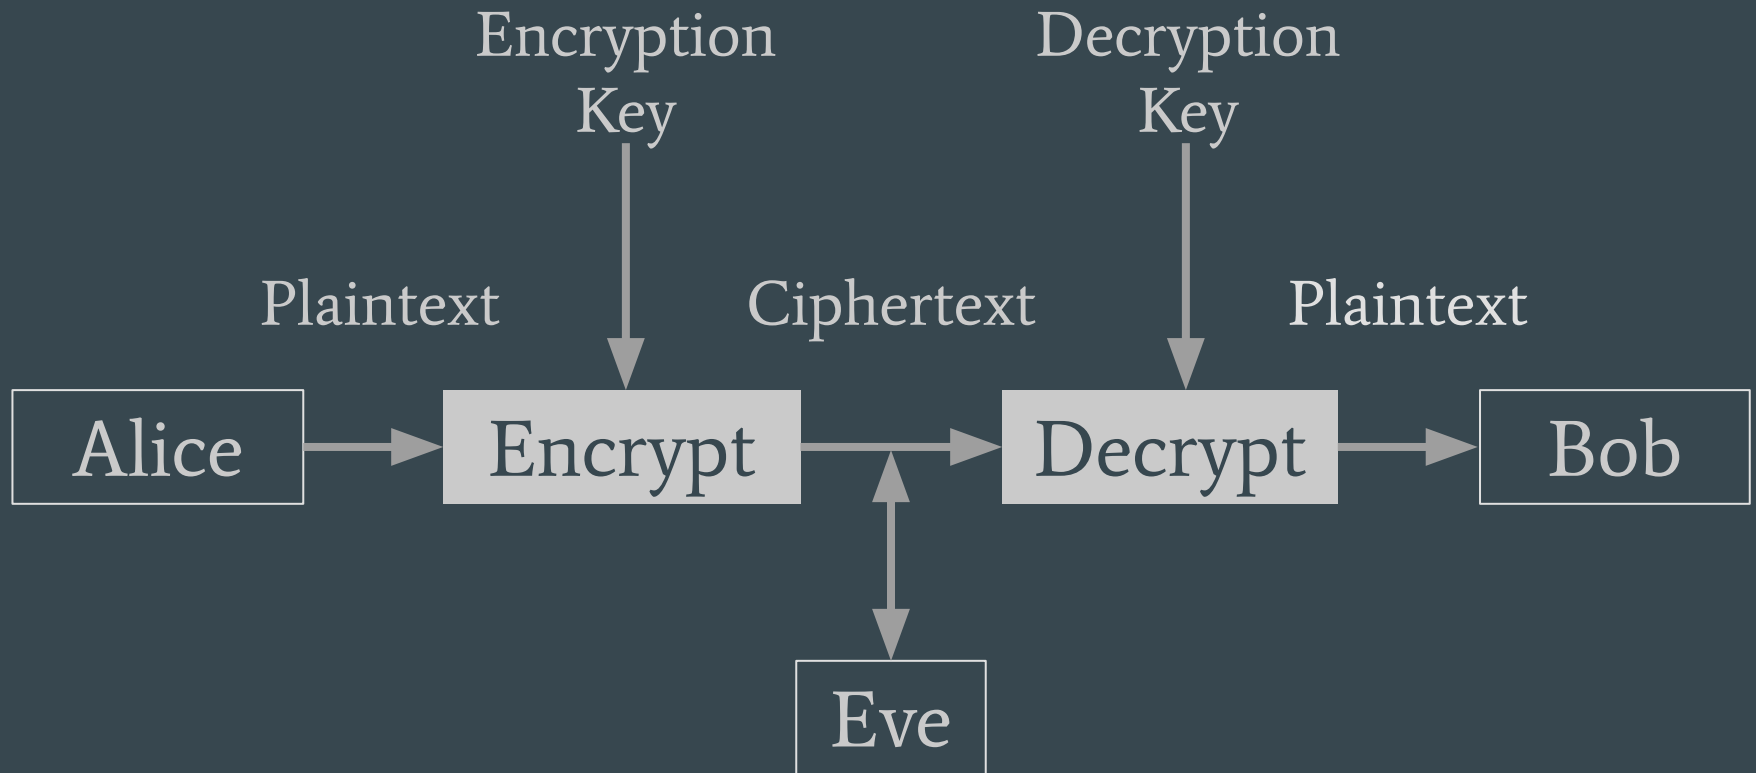 Encryption
Key
Decryption
Key
Plaintext
Ciphertext
Plaintext
Alice
Encrypt
Decrypt
Bob
Eve